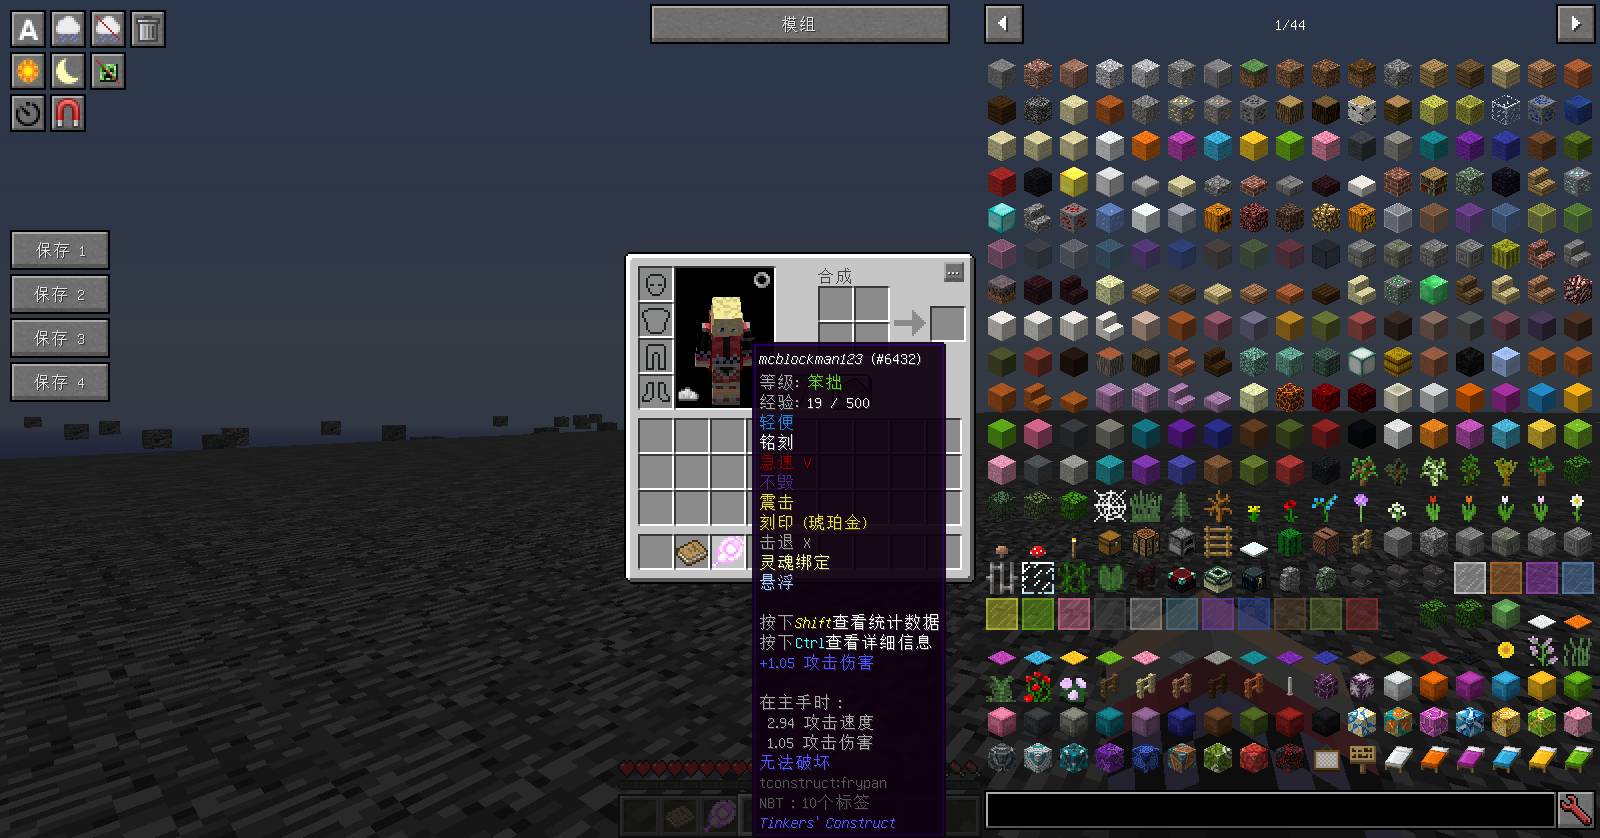 A
模组
1/44
保存 1
保存 2
保存 3
保存 4
合成
...
mcblockman123 (#6432)
等级: 笨拙
经验: 19 / 500
轻便
铭刻
急速 V
不毁
震击
刻印 (琥珀金)
击退 X
灵魂绑定
悬浮
按下Shift查看统计数据
按下Ctrl查看详细信息
+1.05 攻击伤害
在主手时：
2.94 攻击速度
1.05 攻击伤害
无法破坏
tconstruct:frypan
NBT：10个标签
Tinkers' Construct